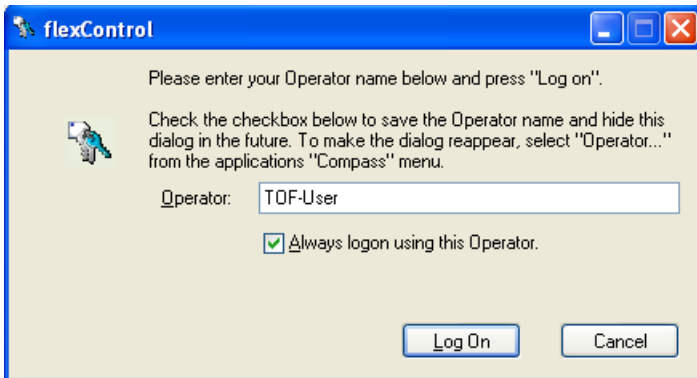 flexControl
Please enter your Operator name below and press "Log on".
Check the checkbox below to save the Operator name and hide this
dialog in the future. To make the dialog reappear, select "Operator..."
from the applications "Compass" menu.
Operator: TOF-User
Always logon using this Operator.
Log On Cancel